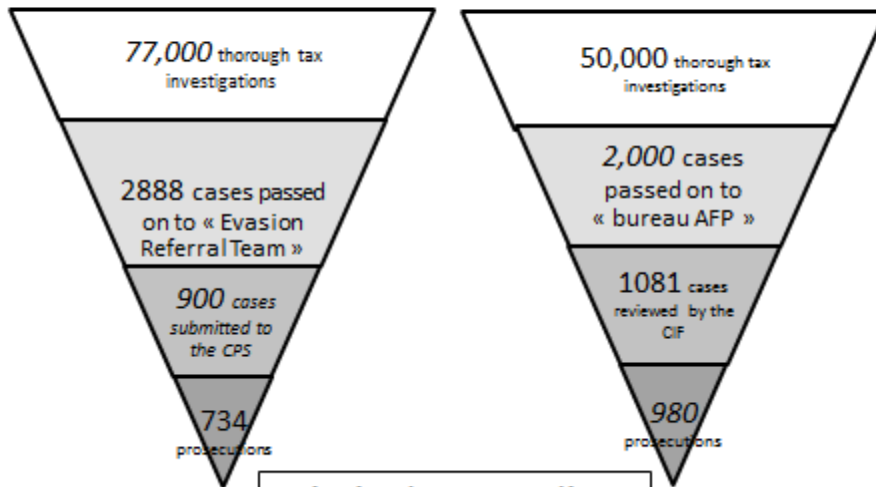 77,000 thorough tax
investigations
2888 cases passed
on to « Evasion
Referral Team »
900 cases
submitted to
the CPS
734
prosecutions
50,000 thorough tax
investigations
2,000 cases
passed on to
« bureau AFP »
1081 cases
reviewed by the
CIF
980
prosecutions